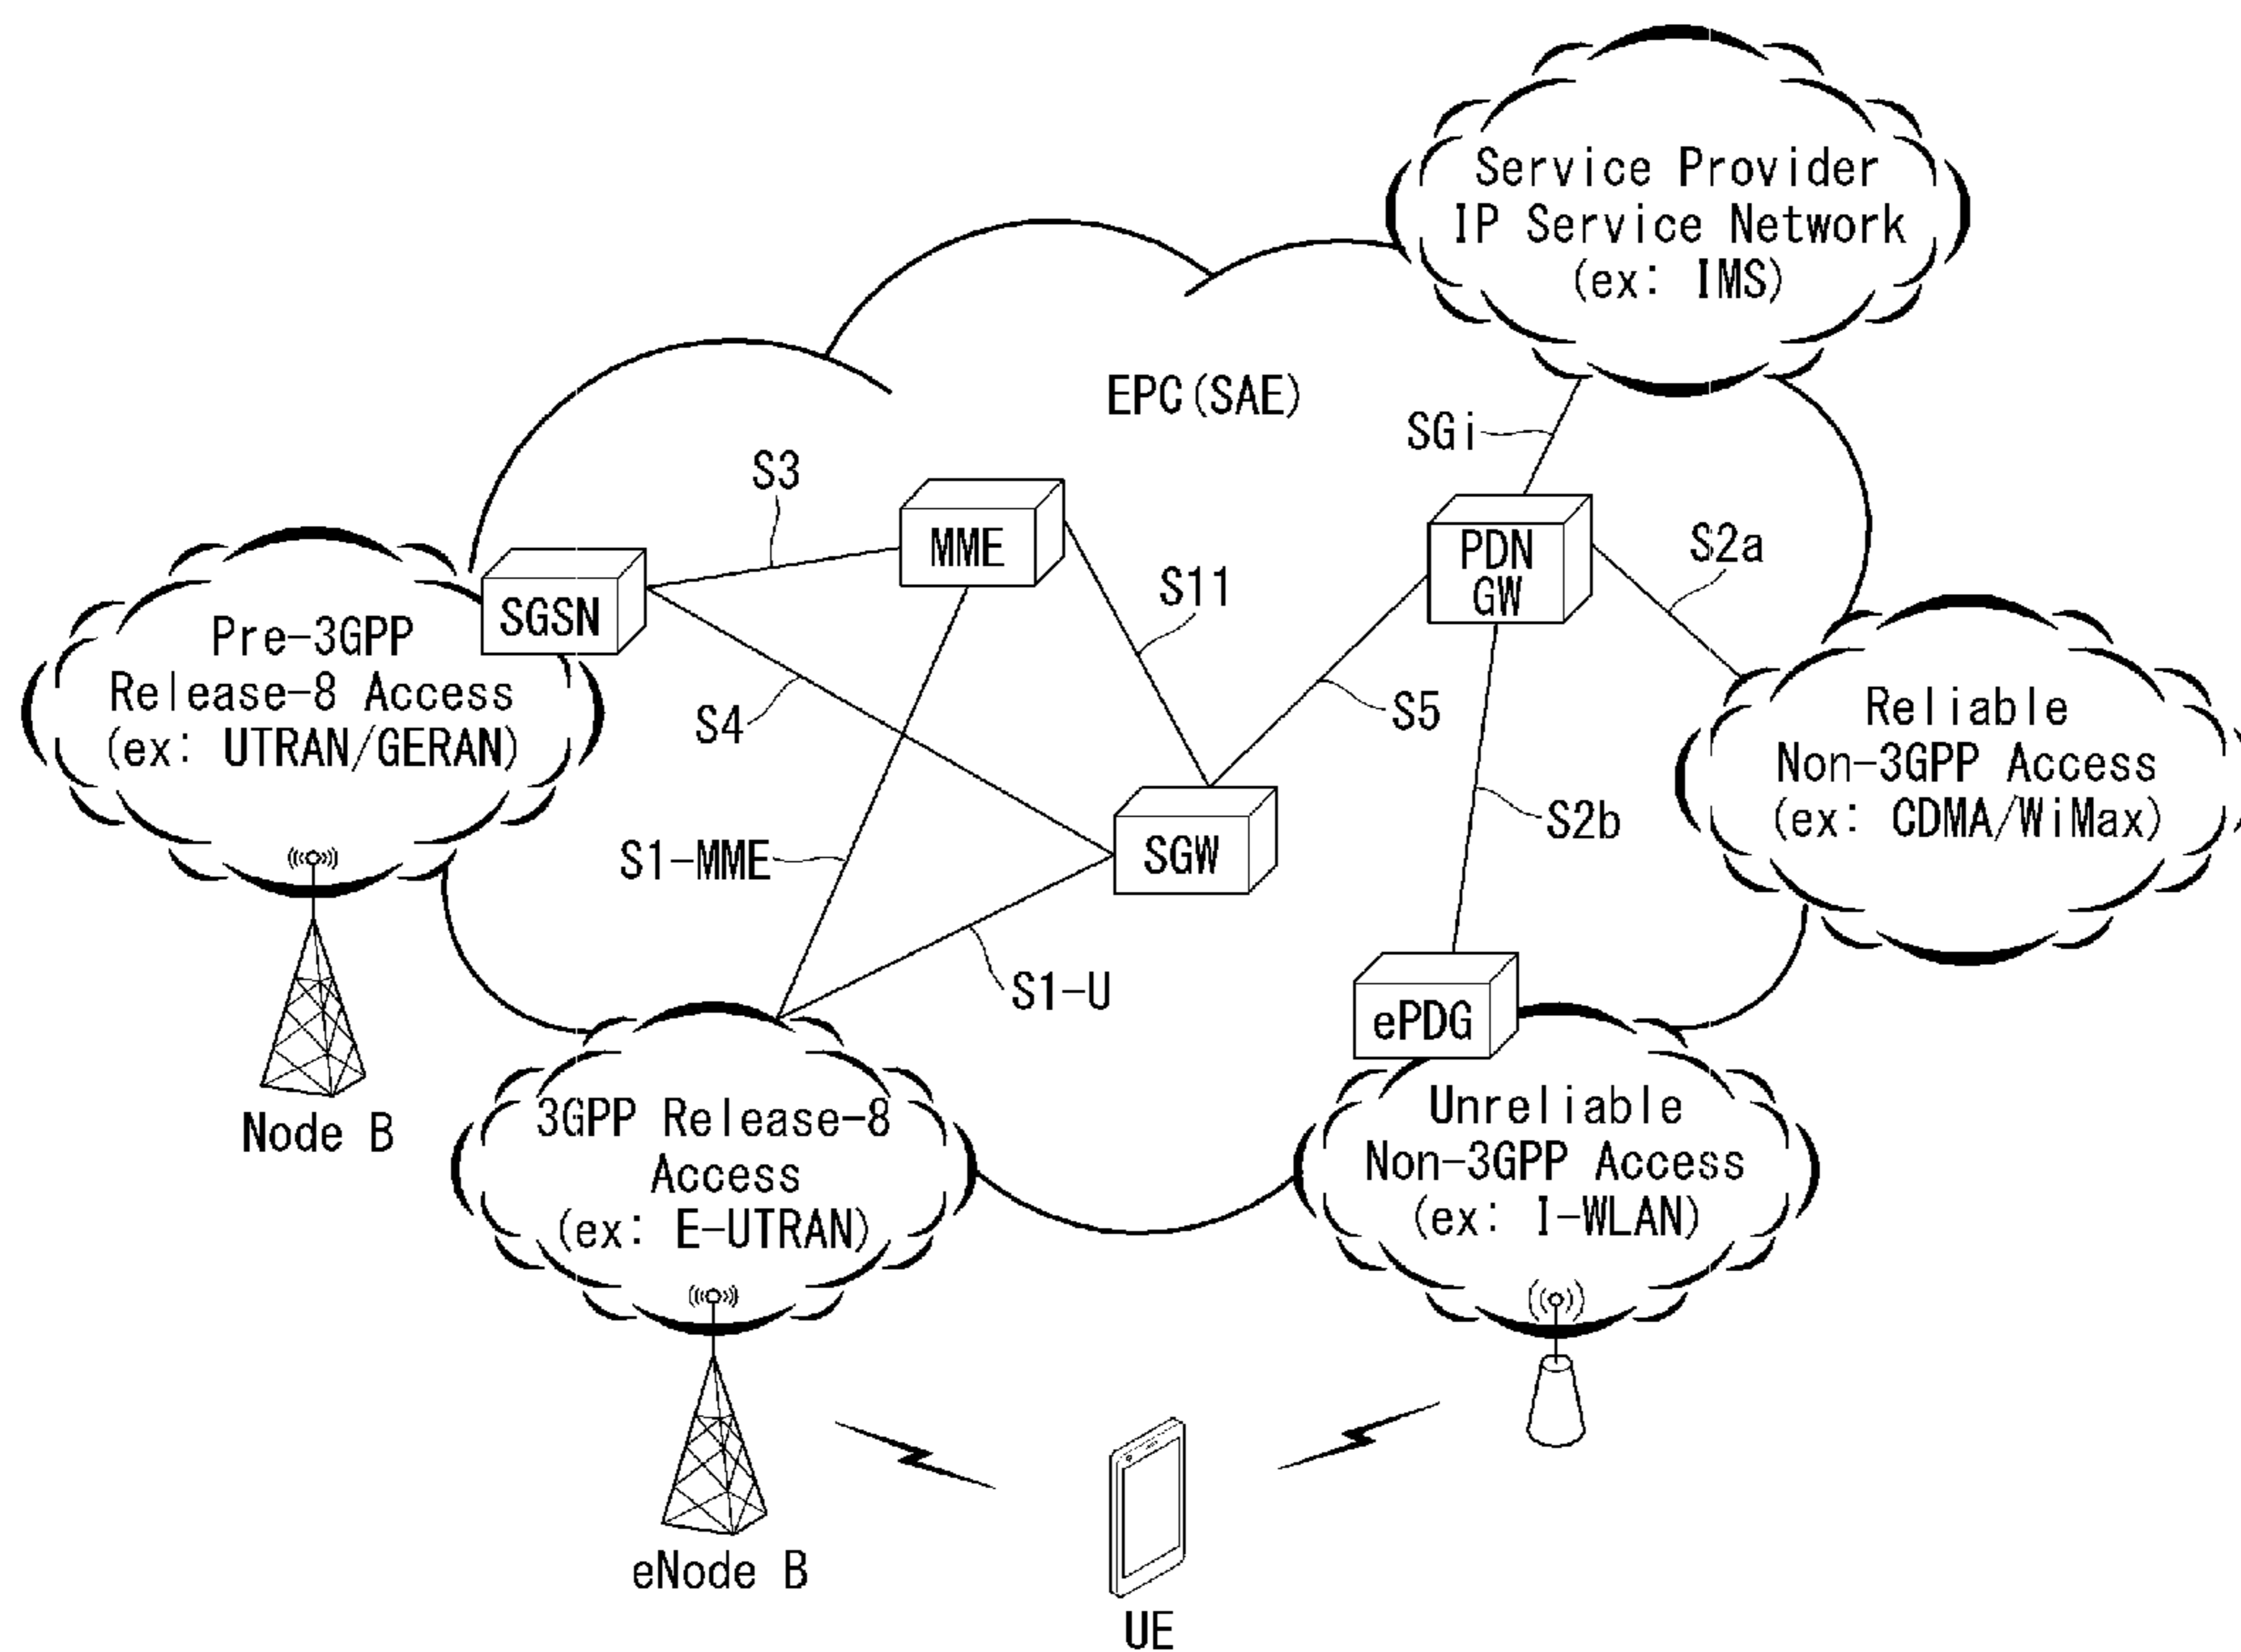 Service Provider
IP Service Network
(ex: IMS)
EPC(SAE)
SGi
S3
MME
PDN
GW
S2a
SGSN
S11
Pre-3GPP
Release-8 Access
(ex: UTRAN/GERAN)
S4
S5
Reliable
Non-3GPP Access
(ex: CDMA/WiMax)
S2b
S1-MME
SGW
S1-U
ePDG
Node B
3GPP Release-8
Access
(ex: E-UTRAN)
Unreliable
Non-3GPP Access
(ex: I-WLAN)
eNode B
UE